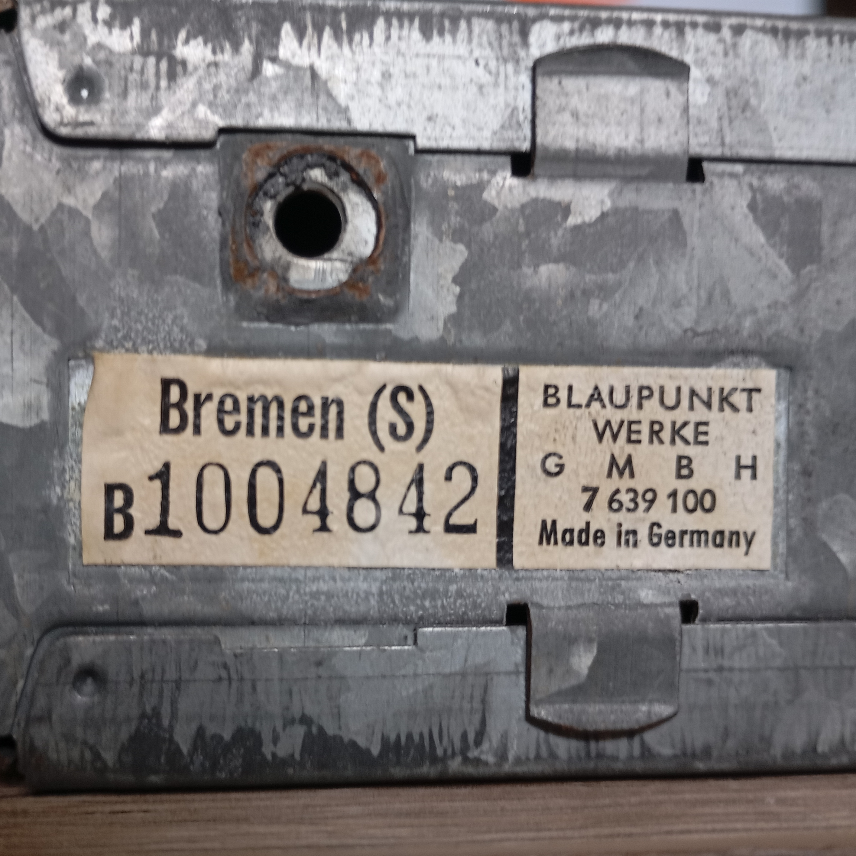 Bremen (S)
B1004842
BLAUPUNKT
WERKE
G M B H
7 639 100
Made in Germany